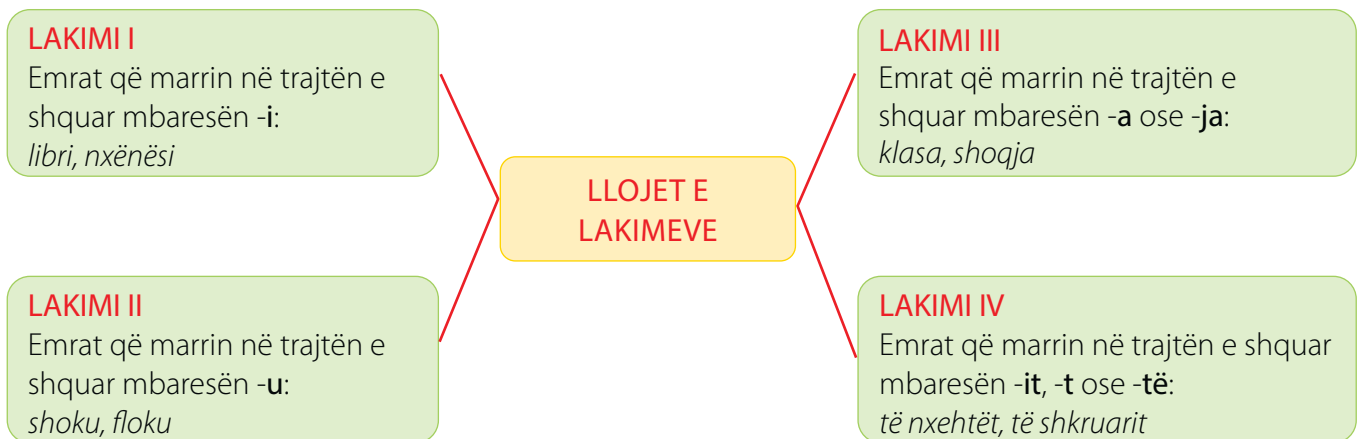 LAKIMI I
Emrat që marrin në trajtën e
shquar mbaresën -i:
libri, nxënësi
LAKIMI II
Emrat që marrin në trajtën e
shquar mbaresën -u:
shoku, floku
LLOJET E
LAKIMEVE
LAKIMI III
Emrat që marrin në trajtën e
shquar mbaresën -a ose -ja:
klasa, shoqja
LAKIMI IV
Emrat që marrin në trajtën e shquar
mbaresën -it, -t ose -të:
të nxehtët, të shkruarit